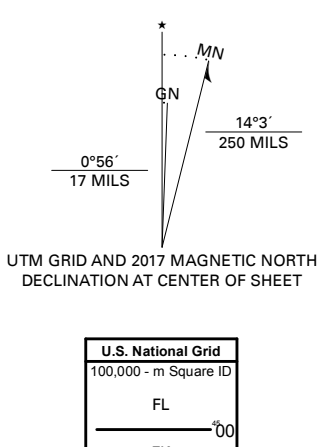 ★
MN
GN
14°3´
250 MILS
0°56´
17 MILS
UTM GRID AND 2017 MAGNETIC NORTH
DECLINATION AT CENTER OF SHEET
U.S. National Grid
100,000 - m Square ID
FL
⁴⁵00